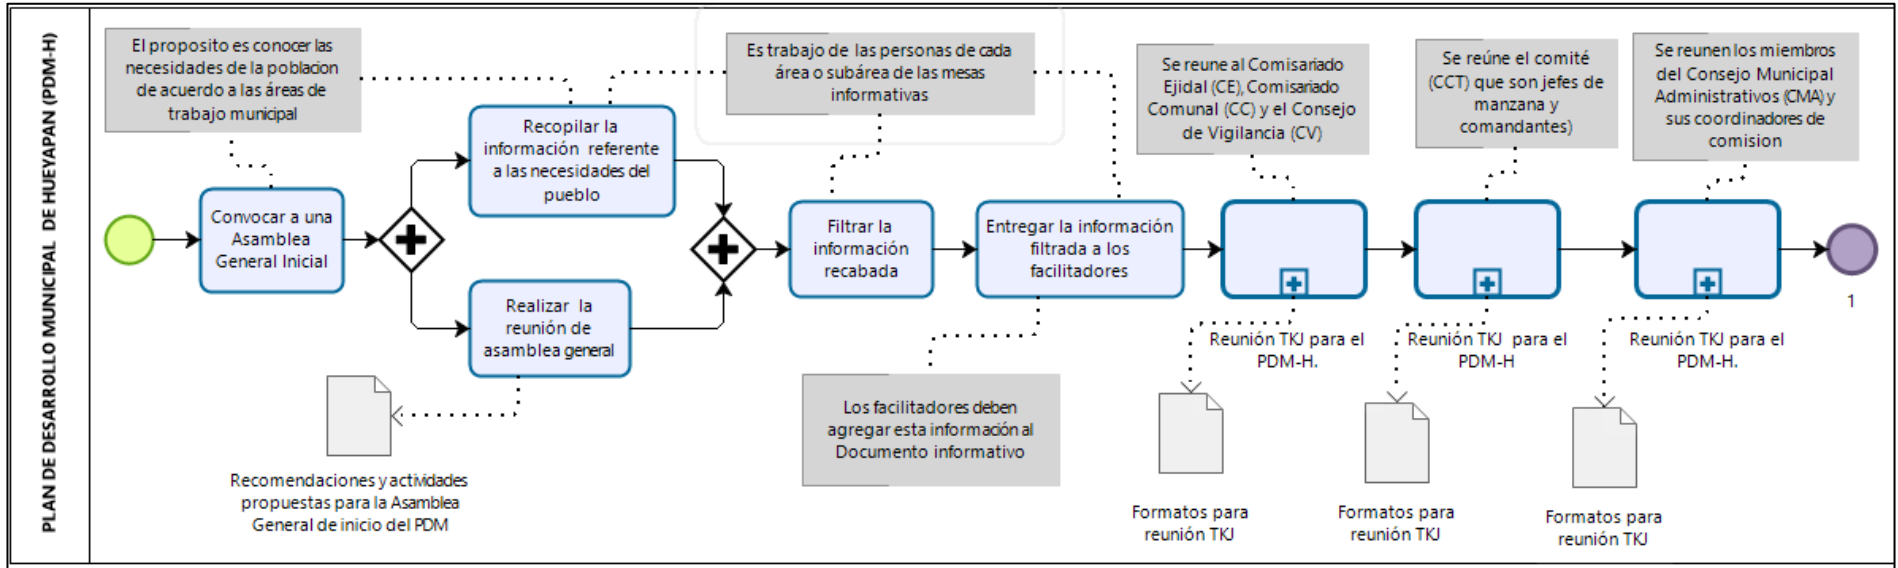 PLAN DE DESARROLLO MUNICIPAL DE HUEYAPAN (PDM-H)
El proposito es conocer las
necesidades de la poblacion
de acuerdo a las áreas de
trabajo municipal
Es trabajo de las personas de cada
área o subárea de las mesas
informativas
Se reune al Comisariado
Ejidal (CE), Comisariado
Comunal (CC) y el Consejo
de Vigilancia (CV)
Se reúne el comité
(CCT) que son jefes de
manzana y
comandantes)
Se reunen los miembros
del Consejo Municipal
Administrativos (CMA) y
sus coordinadores de
comision
Convocar a una
Asamblea
General Inicial
Recopilar la
información referente
a las necesidades del
pueblo
Realizar la
reunión de
asamblea general
Filtrar la
información
recabada
Entregar la información
filtrada a los
facilitadores
Reunión TKJ para el
PDM-H.
Reunión TKJ para el
PDM-H
Reunión TKJ para el
PDM-H.
1
Los facilitadores deben
agregar esta información al
Documento informativo
Recomendaciones y actividades
propuestas para la Asamblea
General de inicio del PDM
Formatos para
reunión TKJ
Formatos para
reunión TKJ
Formatos para
reunión TKJ